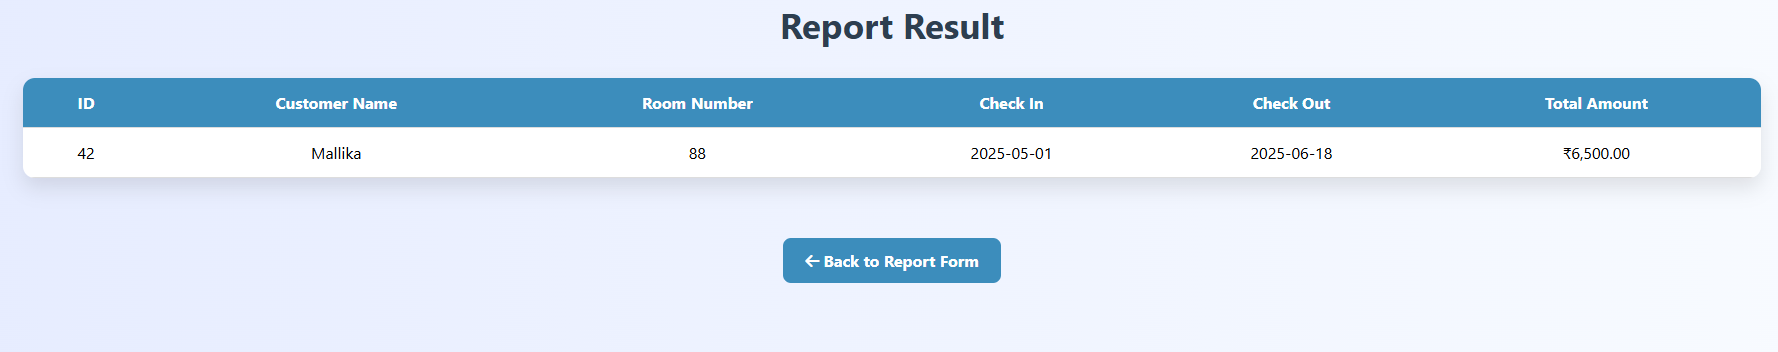 Report Result
ID Customer Name Room Number Check In Check Out Total Amount
42 Mallika 88 2025-05-01 2025-06-18 ₹6,500.00
← Back to Report Form